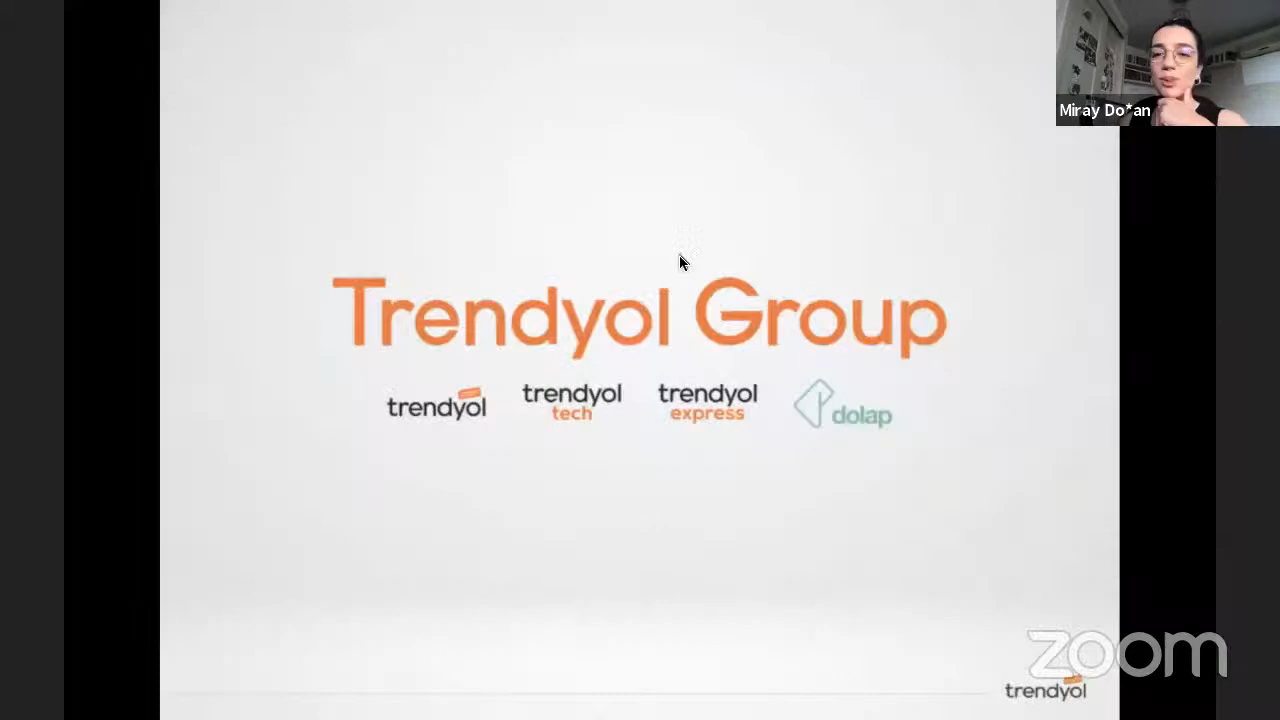 Miray Do*an
Trendyol Group
trendyol
trendyol
tech
trendyol
express
dolap
zoom
trendyol